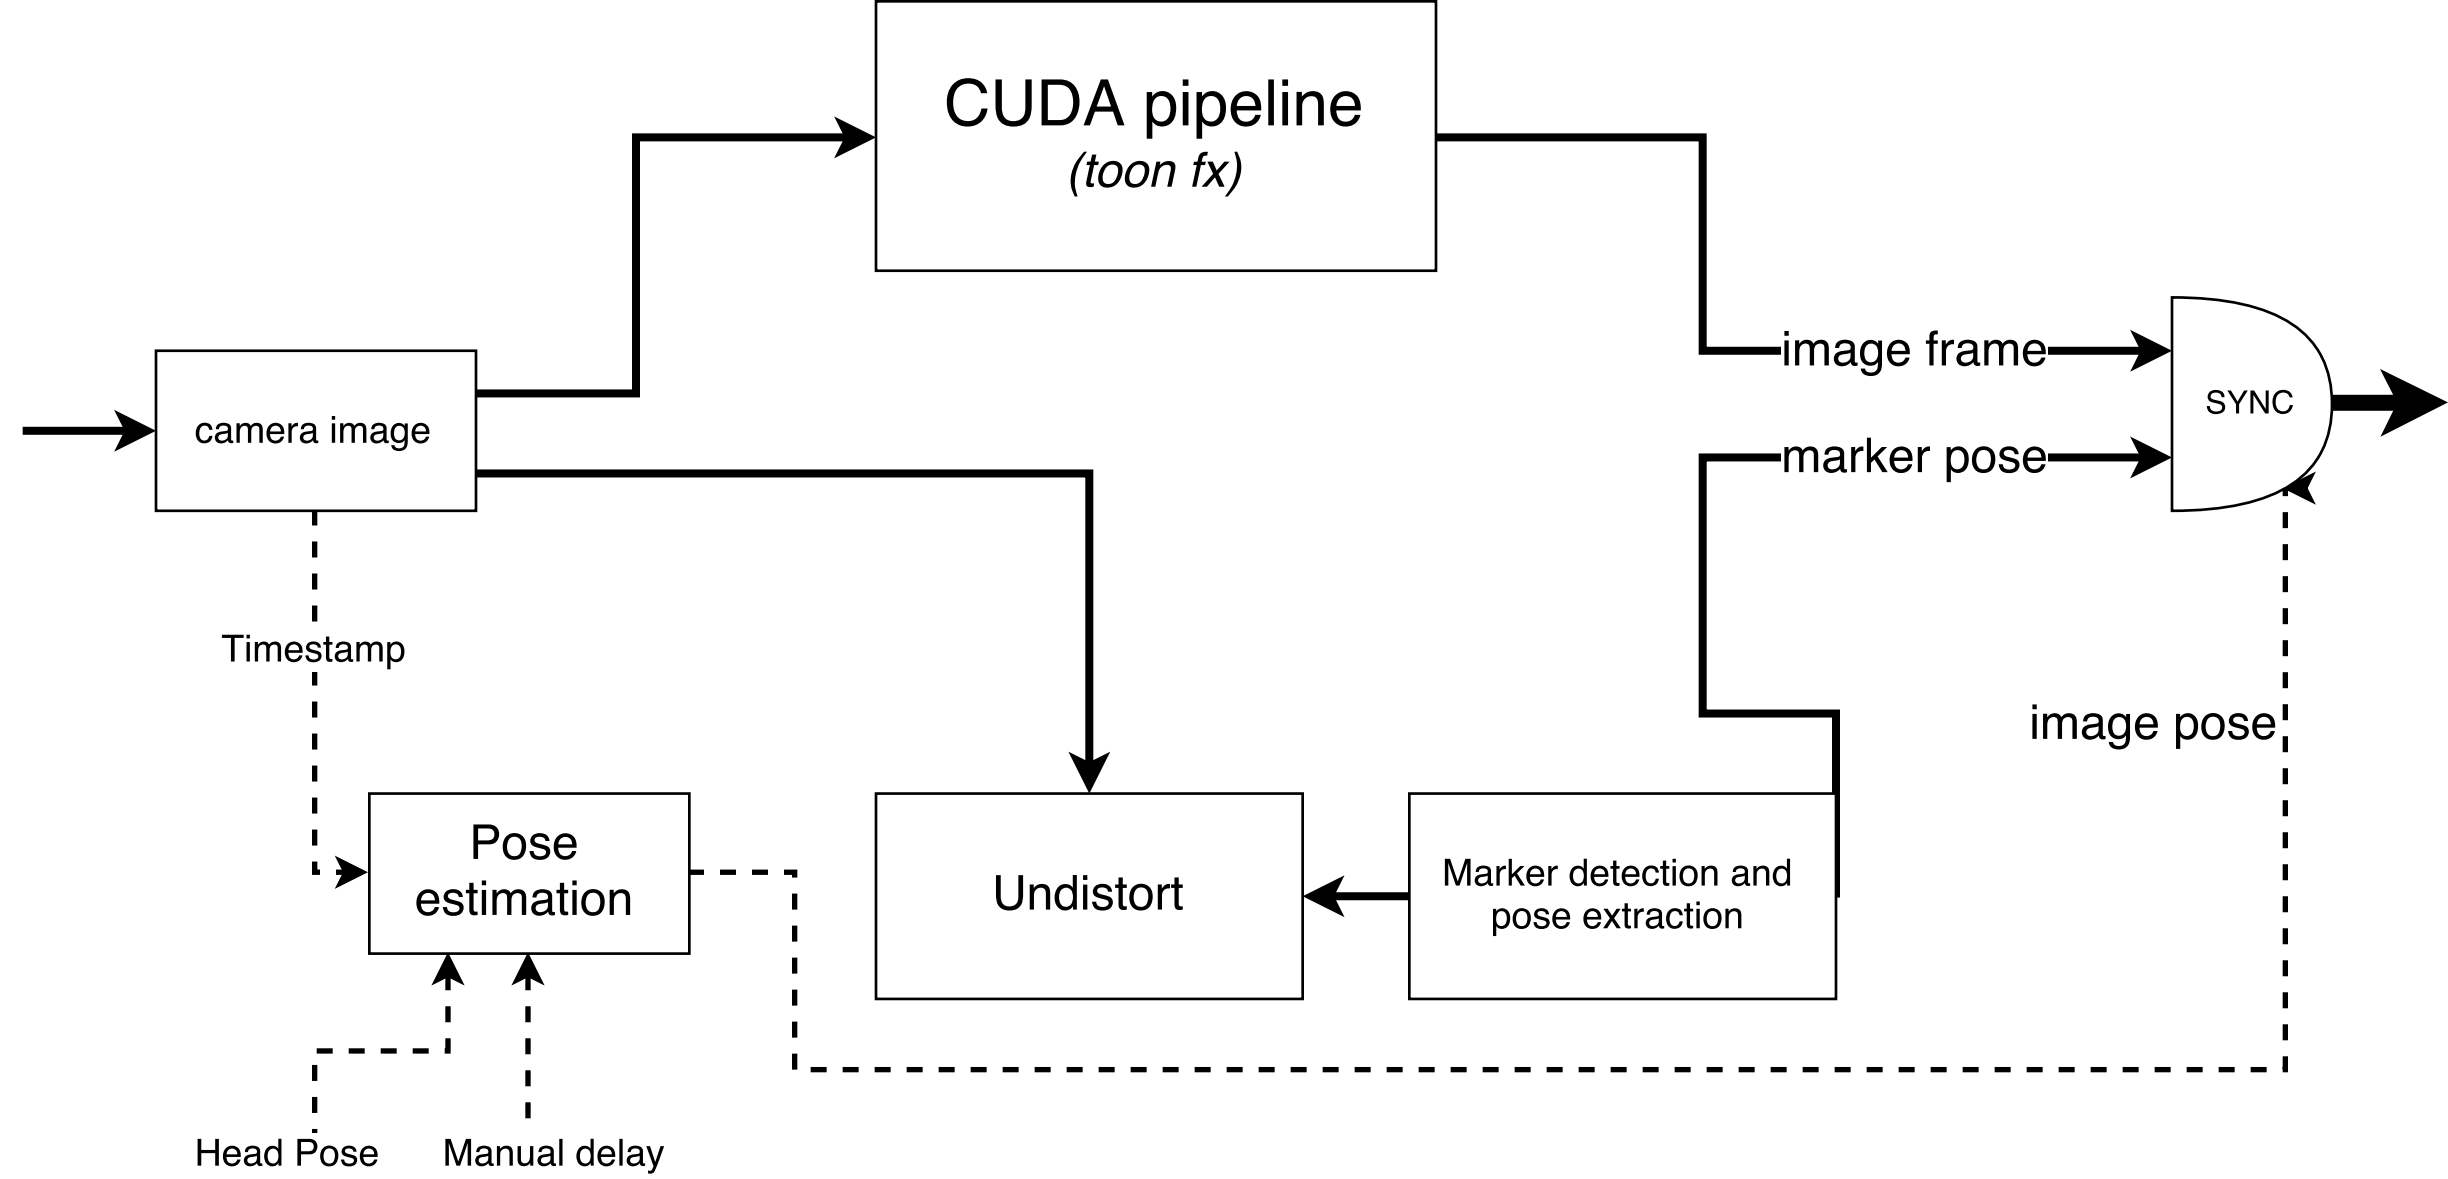 CUDA pipeline
(toon fx)
image frame
camera image
SYNC
marker pose
Timestamp
image pose
Pose
estimation
Undistort
Marker detection and
pose extraction
Head Pose
Manual delay